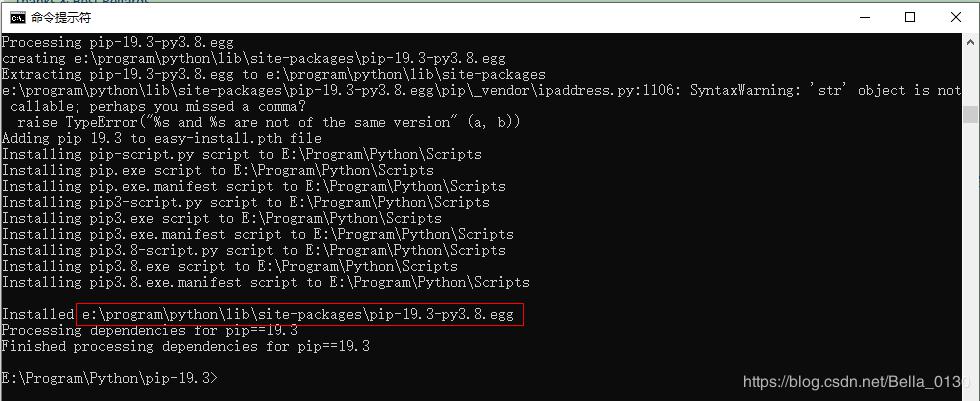 命令提示符
Processing pip-19.3-py3.8.egg
creating e:\program\python\lib\site-packages\pip-19.3-py3.8.egg
Extracting pip-19.3-py3.8.egg to e:\program\python\lib\site-packages
e:\program\python\lib\site-packages\pip-19.3-py3.8.egg\pip\_vendor\ipaddress.py:1106: SyntaxWarning: 'str' object is not
 callable; perhaps you missed a comma?
  raise TypeError("%s and %s are not of the same version" (a, b))
Adding pip 19.3 to easy-install.pth file
Installing pip-script.py script to E:\Program\Python\Scripts
Installing pip.exe script to E:\Program\Python\Scripts
Installing pip.exe.manifest script to E:\Program\Python\Scripts
Installing pip3-script.py script to E:\Program\Python\Scripts
Installing pip3.exe script to E:\Program\Python\Scripts
Installing pip3.exe.manifest script to E:\Program\Python\Scripts
Installing pip3.8-script.py script to E:\Program\Python\Scripts
Installing pip3.8.exe script to E:\Program\Python\Scripts
Installing pip3.8.exe.manifest script to E:\Program\Python\Scripts
Installed e:\program\python\lib\site-packages\pip-19.3-py3.8.egg
Processing dependencies for pip==19.3
Finished processing dependencies for pip==19.3
E:\Program\Python\pip-19.3>
https://blog.csdn.net/Bella_0130